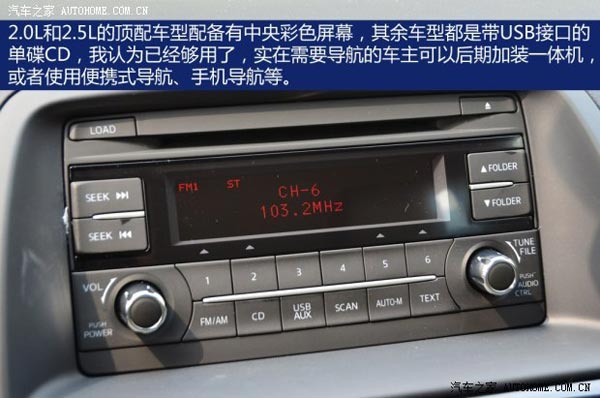 汽车之家 AUTOHOME.COM.CN
2.0L和2.5L的顶配车型配备有中央彩色屏幕，其余车型都是带USB接口的
单碟CD，我认为已经够用了，实在需要导航的车主可以后期加装一体机，
或者使用便携式导航、手机导航等。
LOAD
SEEK
SEEK
FM1 ST
CH-6
103.2MHz
▲FOLDER
▼FOLDER
1 2 3 4 5 6
VOL
PUSH
POWER
FM/AM CD USB AUX SCAN AUTO-M TEXT
TUNE
FILE
PUSH
AUDIO
CTRL
汽车之家 AUTOHOME.COM.CN